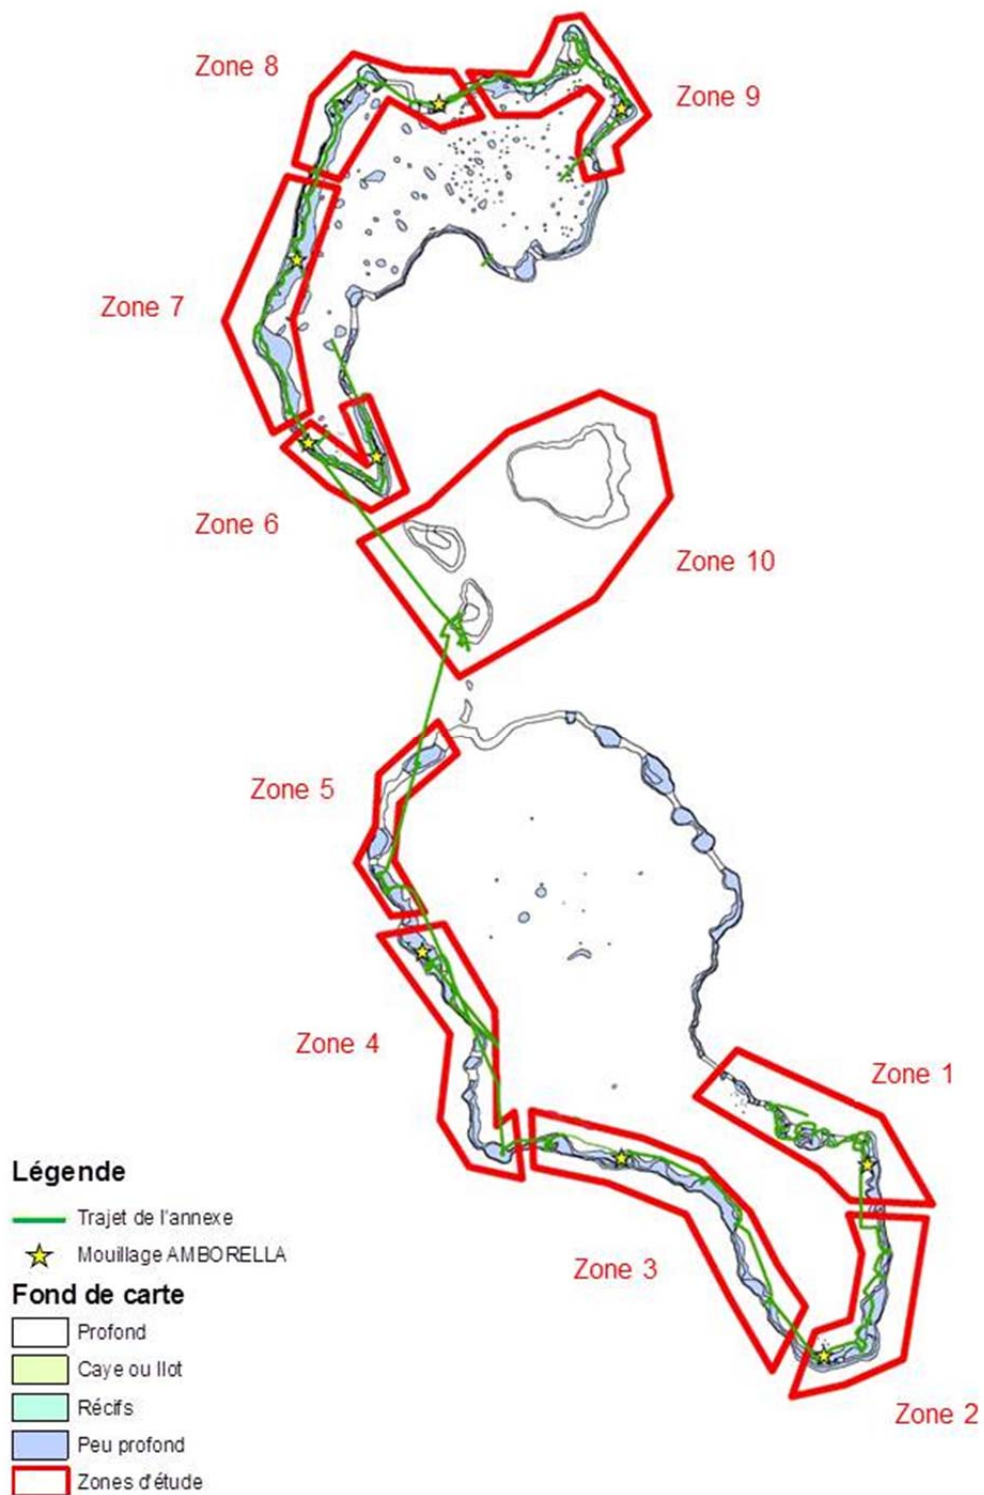 Zone 8
Zone 9
Zone 7
Zone 6
Zone 10
Zone 5
Zone 4
Zone 1
Zone 3
Zone 2
Légende
Trajet de l'annexe
Mouillage AMBORELLA
Fond de carte
Profond
Caye ou Ilot
Récifs
Peu profond
Zones d'étude